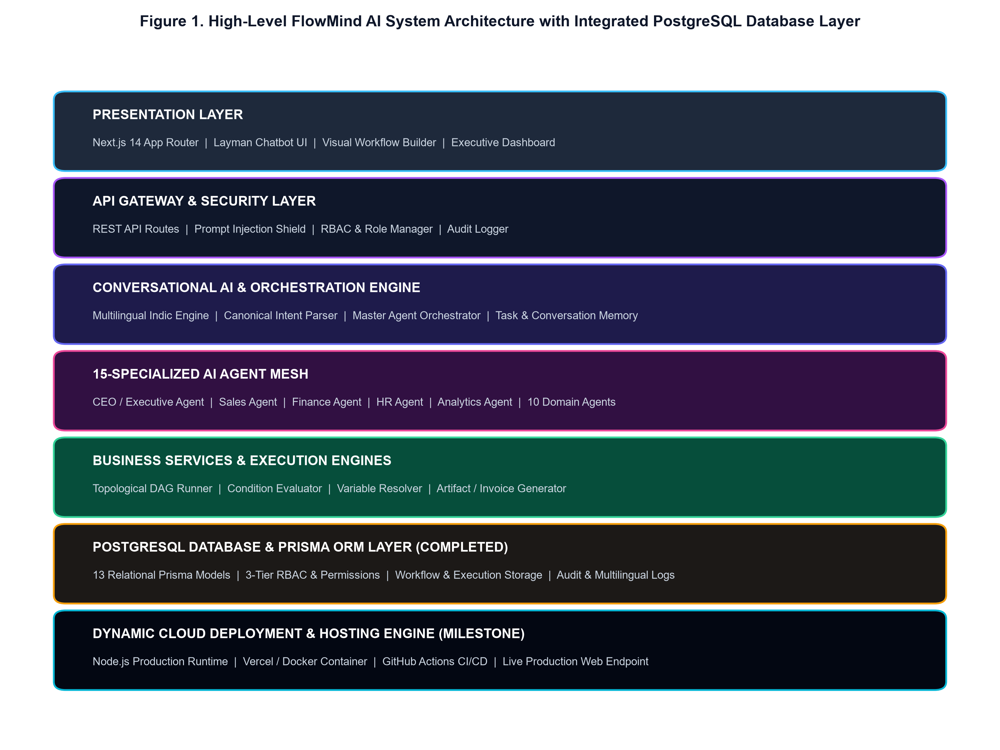 Figure 1. High-Level FlowMind AI System Architecture with Integrated PostgreSQL Database Layer
PRESENTATION LAYER
Next.js 14 App Router | Layman Chatbot UI | Visual Workflow Builder | Executive Dashboard
API GATEWAY & SECURITY LAYER
REST API Routes | Prompt Injection Shield | RBAC & Role Manager | Audit Logger
CONVERSATIONAL AI & ORCHESTRATION ENGINE
Multilingual Indic Engine | Canonical Intent Parser | Master Agent Orchestrator | Task & Conversation Memory
15-SPECIALIZED AI AGENT MESH
CEO / Executive Agent | Sales Agent | Finance Agent | HR Agent | Analytics Agent | 10 Domain Agents
BUSINESS SERVICES & EXECUTION ENGINES
Topological DAG Runner | Condition Evaluator | Variable Resolver | Artifact / Invoice Generator
POSTGRESQL DATABASE & PRISMA ORM LAYER (COMPLETED)
13 Relational Prisma Models | 3-Tier RBAC & Permissions | Workflow & Execution Storage | Audit & Multilingual Logs
DYNAMIC CLOUD DEPLOYMENT & HOSTING ENGINE (MILESTONE)
Node.js Production Runtime | Vercel / Docker Container | GitHub Actions CI/CD | Live Production Web Endpoint